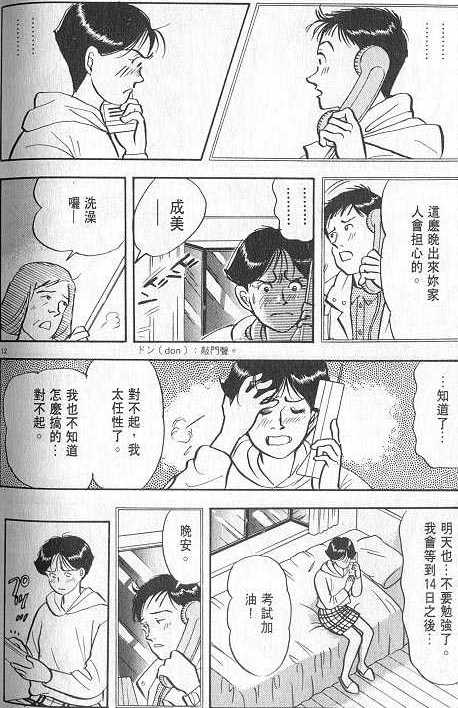 ………
………
這麼晚出來妳家
人會担心的。
………
成美
——
洗澡
囉—
12
ドン（don）：敲門聲。
…知道了…
對不起，我
太任性了。
我也不知道
怎麼搞的…
對不起。
明天也…不要勉強了。
我會等到14日之後…
考試加
油！
晚安。